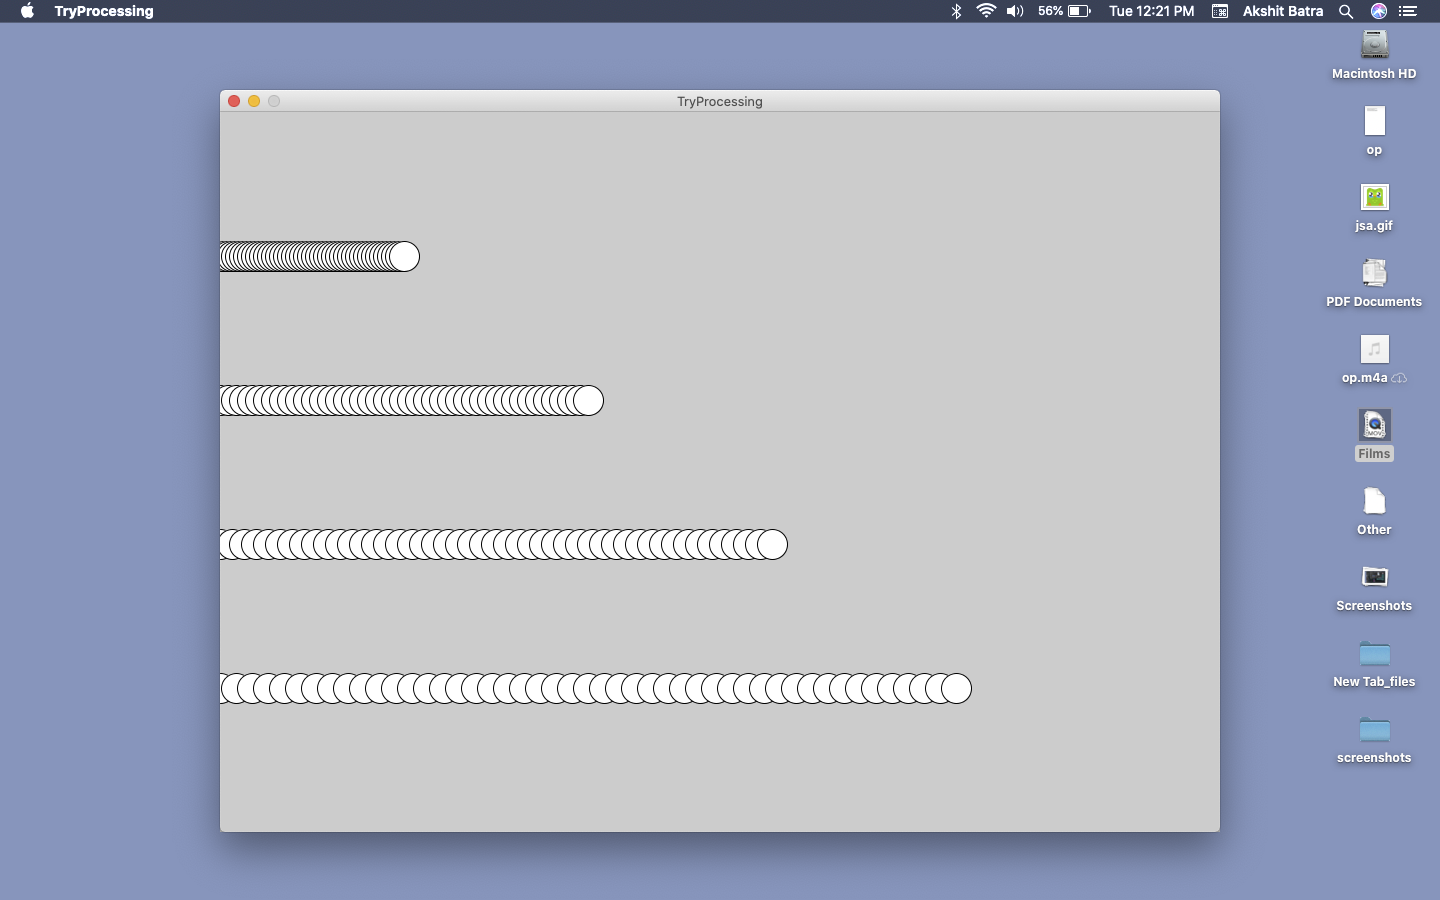 TryProcessing
56%
Tue 12:21 PM
Akshit Batra
Macintosh HD
TryProcessing
op
jsa.gif
PDF Documents
op.m4a
MOV
Films
Other
Screenshots
New Tab_files
screenshots